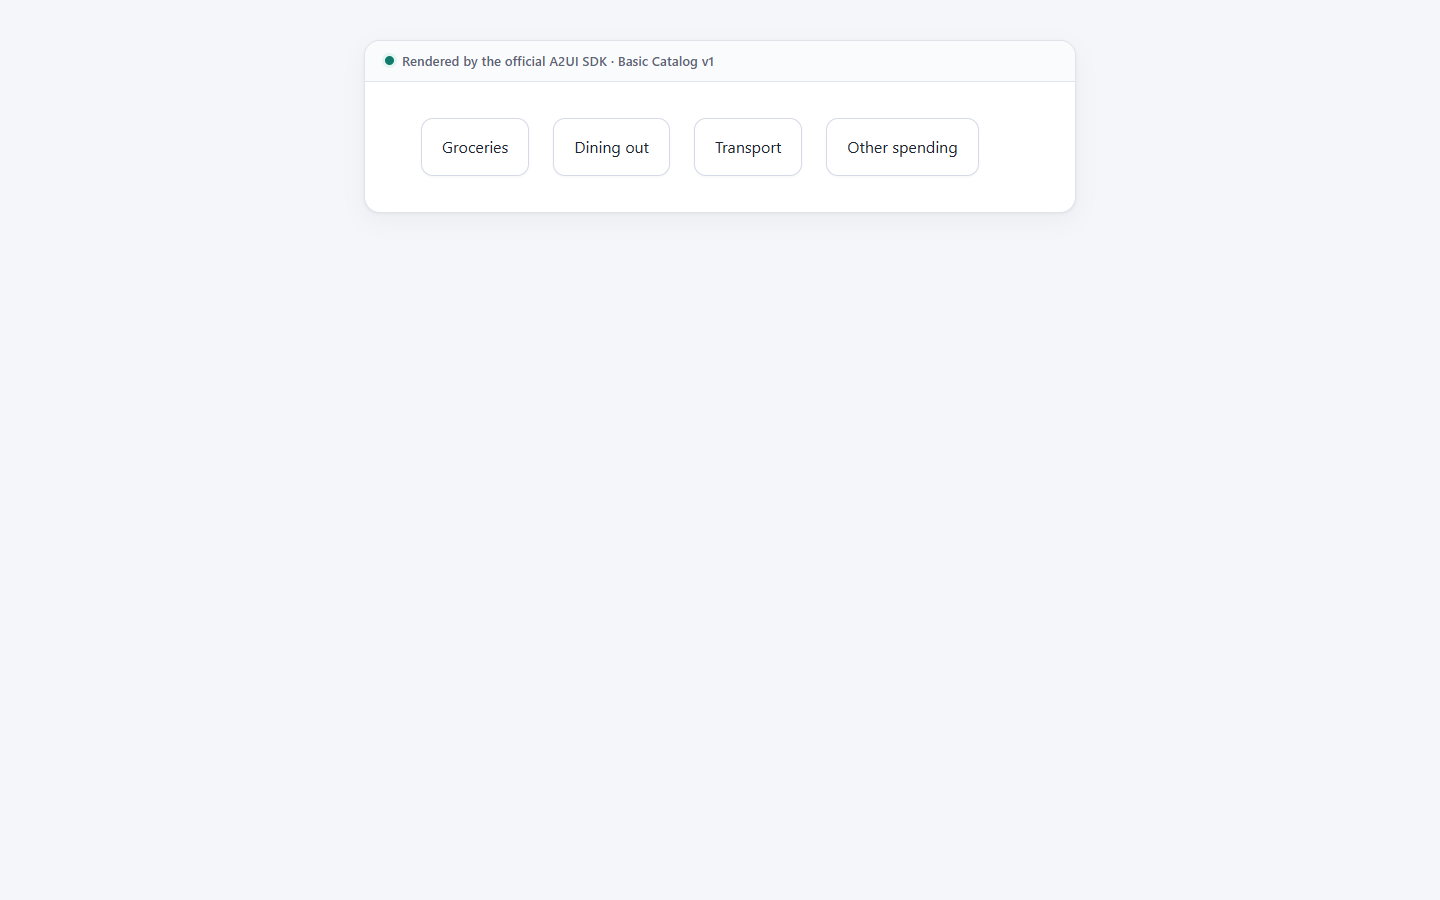 Rendered by the official A2UI SDK · Basic Catalog v1
Groceries
Dining out
Transport
Other spending